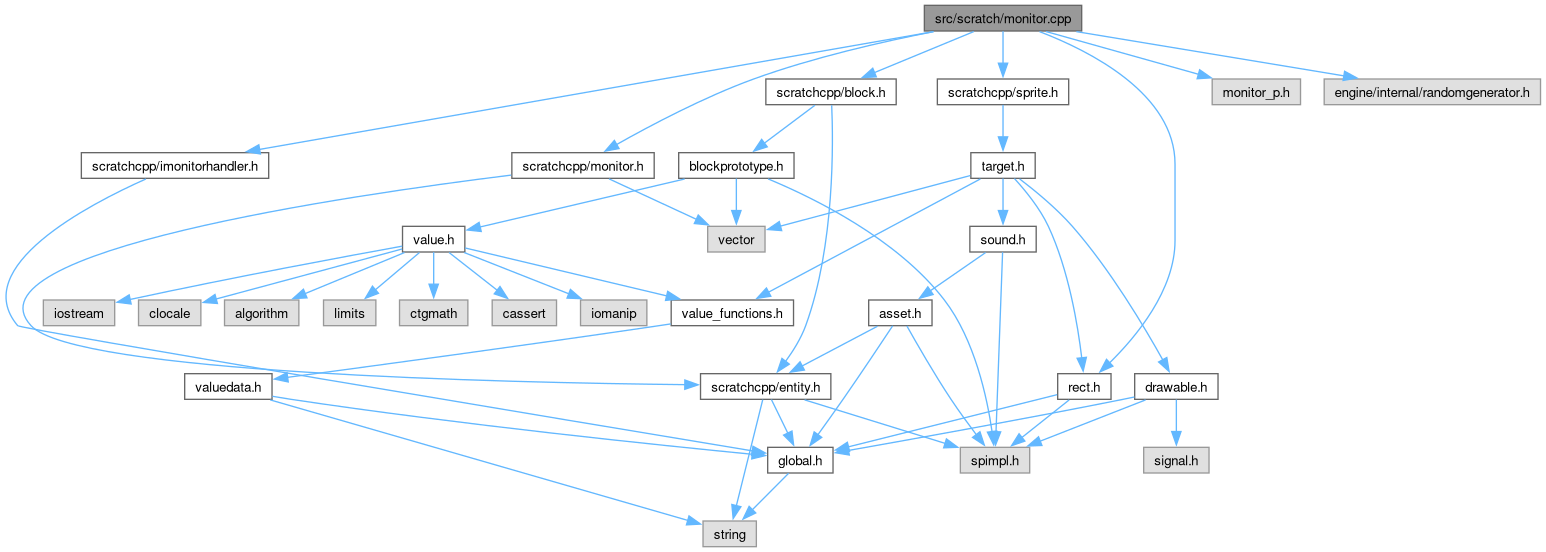 src/scratch/monitor.cpp
scratchcpp/block.h
scratchcpp/sprite.h
monitor_p.h
engine/internal/randomgenerator.h
scratchcpp/imonitorhandler.h
scratchcpp/monitor.h
blockprototype.h
target.h
value.h
vector
sound.h
iostream
clocale
algorithm
limits
ctgmath
cassert
iomanip
value_functions.h
asset.h
valuedata.h
scratchcpp/entity.h
rect.h
drawable.h
global.h
spimpl.h
signal.h
string